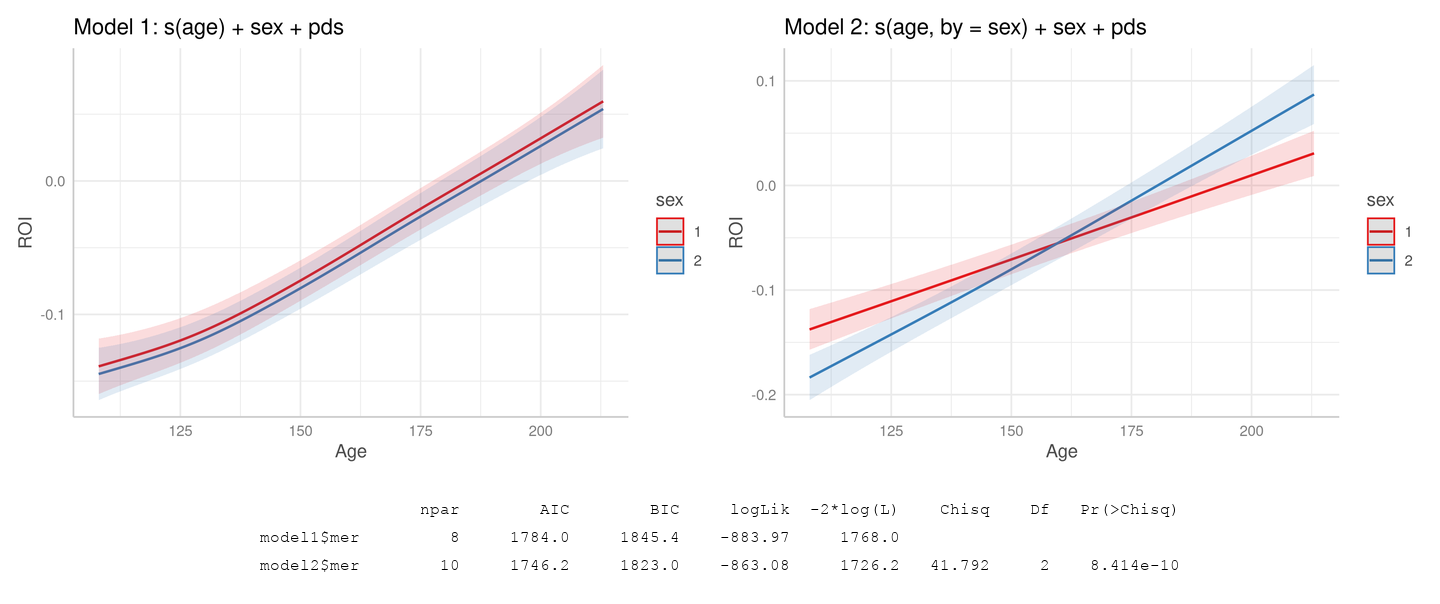 Model 1: s(age) + sex + pds
0.0
-0.1
ROI
125 150 175 200
Age
sex
1
2
Model 2: s(age, by = sex) + sex + pds
0.1
0.0
-0.1
-0.2
ROI
125 150 175 200
Age
sex
1
2
npar AIC BIC logLik -2*log(L) Chisq Df Pr(>Chisq)
model1$mer 8 1784.0 1845.4 -883.97 1768.0
model2$mer 10 1746.2 1823.0 -863.08 1726.2 41.792 2 8.414e-10